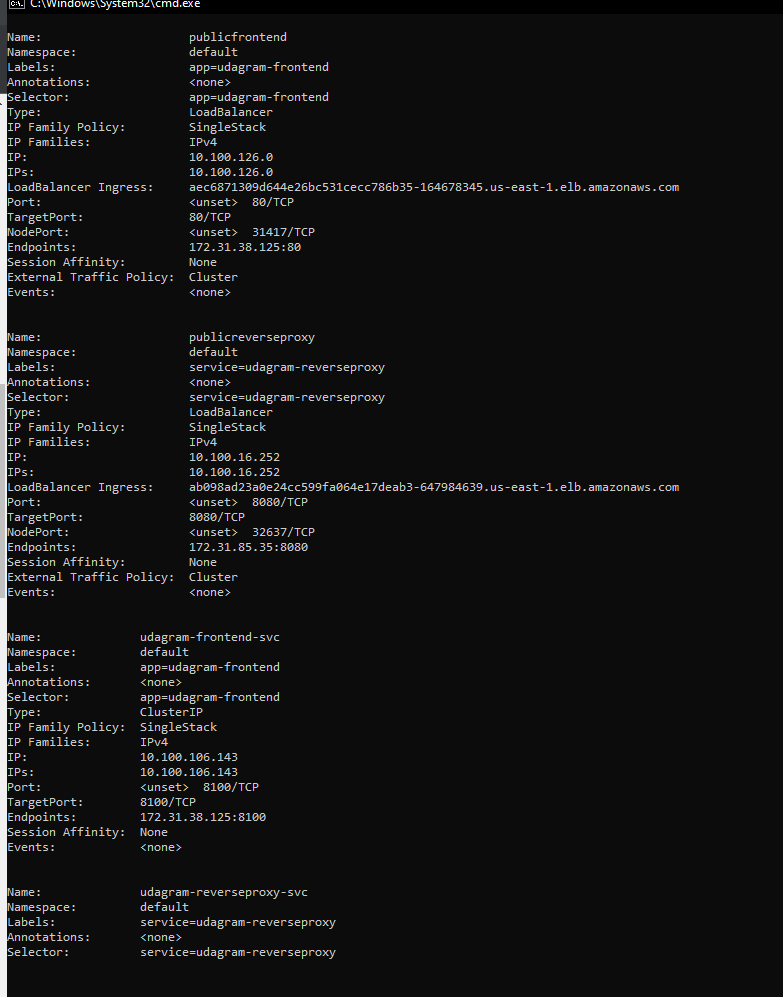 C:\Windows\System32\cmd.exe
Name: publicfrontend
Namespace: default
Labels: app=udagram-frontend
Annotations: <none>
Selector: app=udagram-frontend
Type: LoadBalancer
IP Family Policy: SingleStack
IP Families: IPv4
IP: 10.100.126.0
IPs: 10.100.126.0
LoadBalancer Ingress: aec6871309d644e26bc531cecc786b35-164678345.us-east-1.elb.amazonaws.com
Port: <unset> 80/TCP
TargetPort: 80/TCP
NodePort: <unset> 31417/TCP
Endpoints: 172.31.38.125:80
Session Affinity: None
External Traffic Policy: Cluster
Events: <none>
Name: publicreverseproxy
Namespace: default
Labels: service=udagram-reverseproxy
Annotations: <none>
Selector: service=udagram-reverseproxy
Type: LoadBalancer
IP Family Policy: SingleStack
IP Families: IPv4
IP: 10.100.16.252
IPs: 10.100.16.252
LoadBalancer Ingress: ab098ad23a0e24cc599fa064e17deab3-647984639.us-east-1.elb.amazonaws.com
Port: <unset> 8080/TCP
TargetPort: 8080/TCP
NodePort: <unset> 32637/TCP
Endpoints: 172.31.85.35:8080
Session Affinity: None
External Traffic Policy: Cluster
Events: <none>
Name: udagram-frontend-svc
Namespace: default
Labels: app=udagram-frontend
Annotations: <none>
Selector: app=udagram-frontend
Type: ClusterIP
IP Family Policy: SingleStack
IP Families: IPv4
IP: 10.100.106.143
IPs: 10.100.106.143
Port: <unset> 8100/TCP
TargetPort: 8100/TCP
Endpoints: 172.31.38.125:8100
Session Affinity: None
Events: <none>
Name: udagram-reverseproxy-svc
Namespace: default
Labels: service=udagram-reverseproxy
Annotations: <none>
Selector: service=udagram-reverseproxy